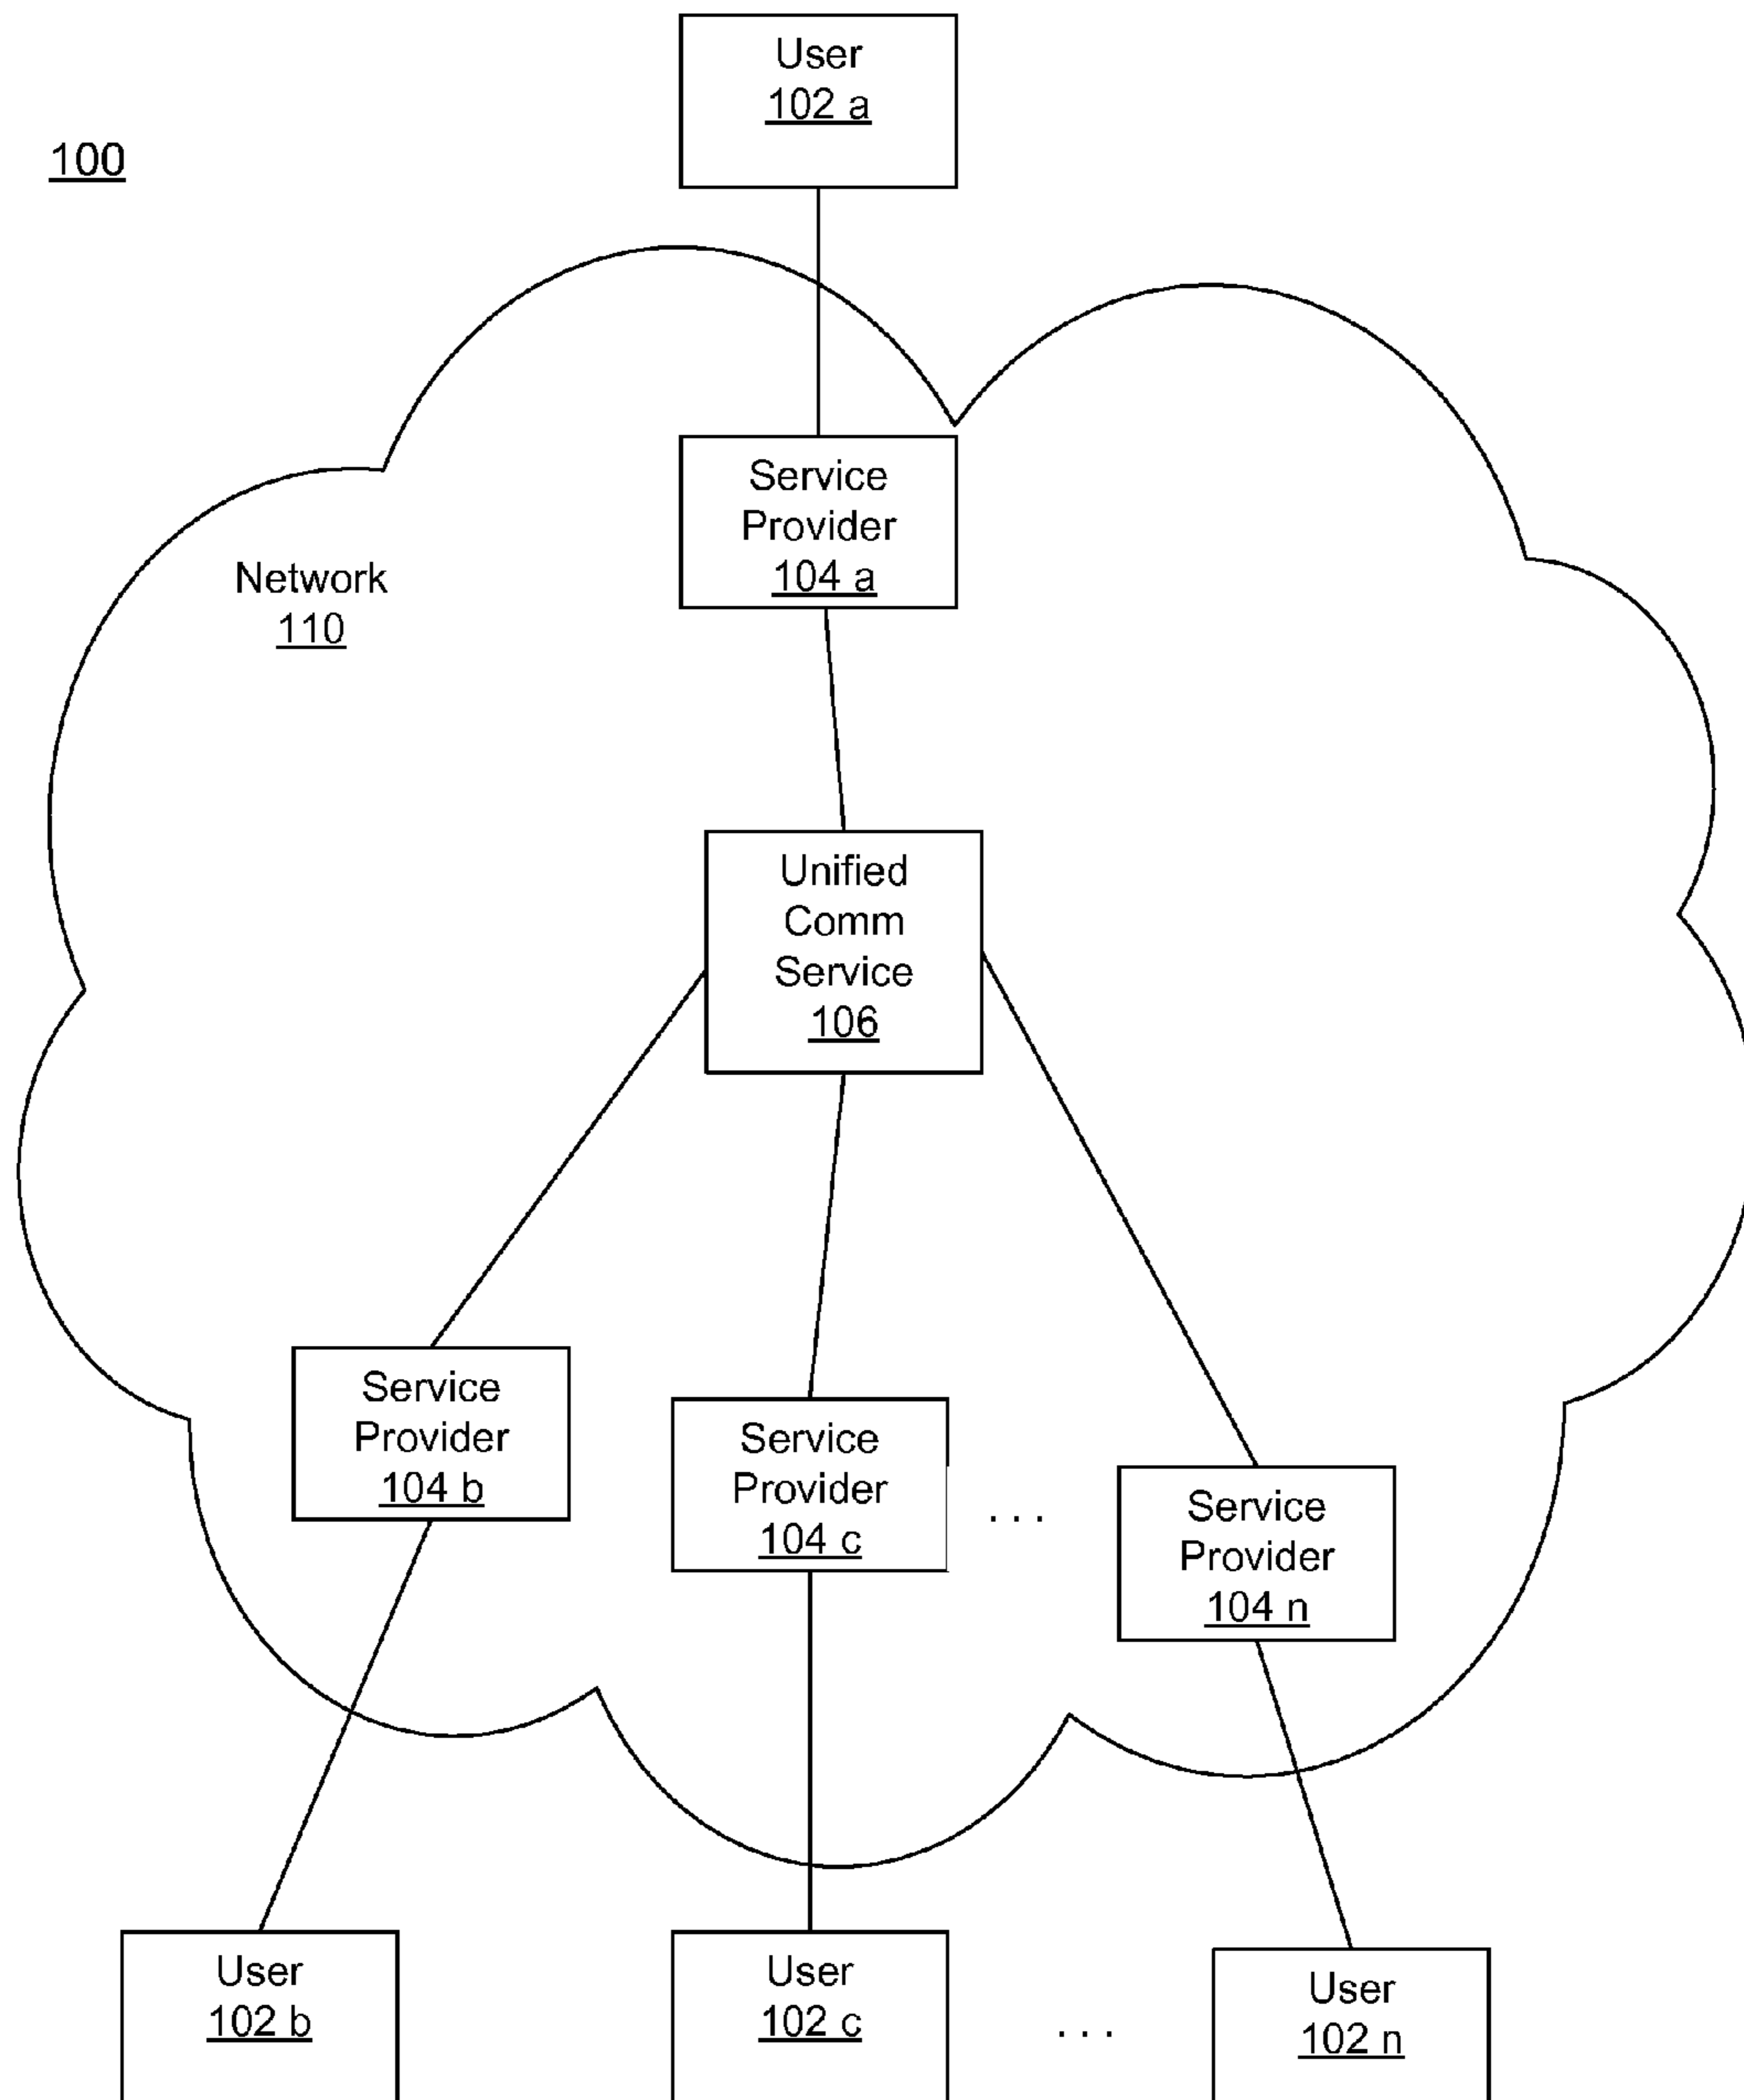 User
102 a
100
Service
Provider
104 a
Network
110
Unified
Comm
Service
106
Service
Provider
104 b
Service
Provider
104 c
. . .
Service
Provider
104 n
User
102 b
User
102 c
. . .
User
102 n